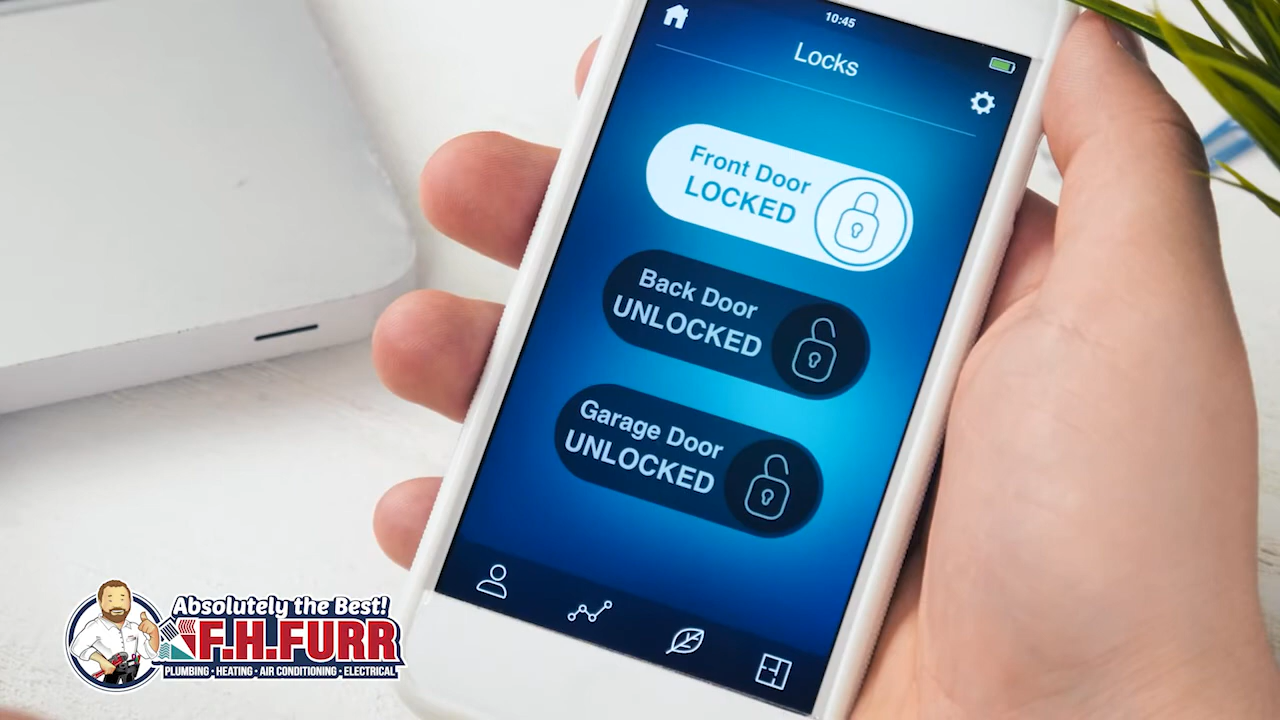 10:45
Locks
Front Door
LOCKED
Back Door
UNLOCKED
Garage Door
UNLOCKED
Absolutely the Best!
F.H.FURR
PLUMBING · HEATING · AIR CONDITIONING · ELECTRICAL